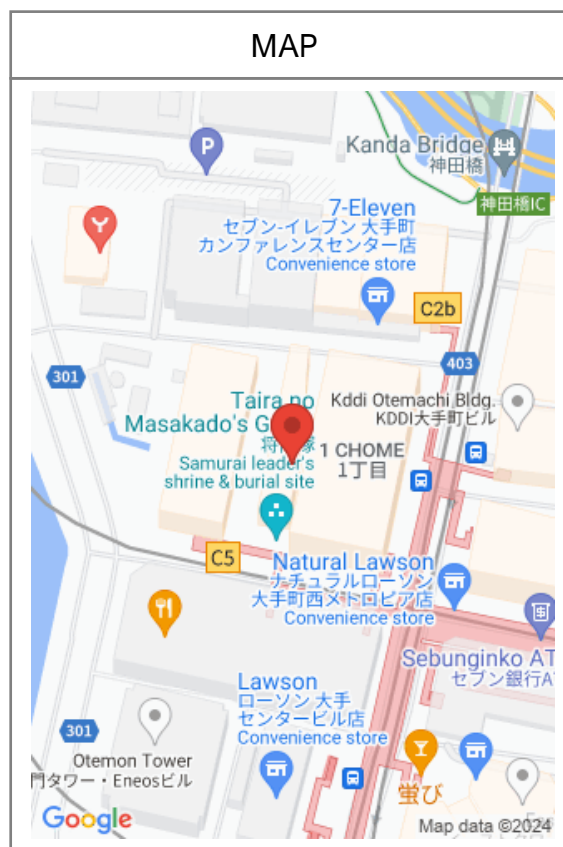 MAP
Kanda Bridge
神田橋
神田橋IC
P
7-Eleven
セブン-イレブン 大手町
カンファレンスセンター店
Convenience store
C2b
403
301
Taira no
Masakado's G
将
塚
Samurai leader's
shrine & burial site
Kddi Otemachi Bldg.
KDDI大手町ビル
1 CHOME
1丁目
C5
Natural Lawson
ナチュラルローソン
大手町西メトロピア店
Convenience store
Sebunginko AT
セブン銀行AT
Lawson
ローソン 大手
センタービル店
Convenience store
301
Otemon Tower
門タワー・Eneosビル
蛍び
Google
Map data ©2024